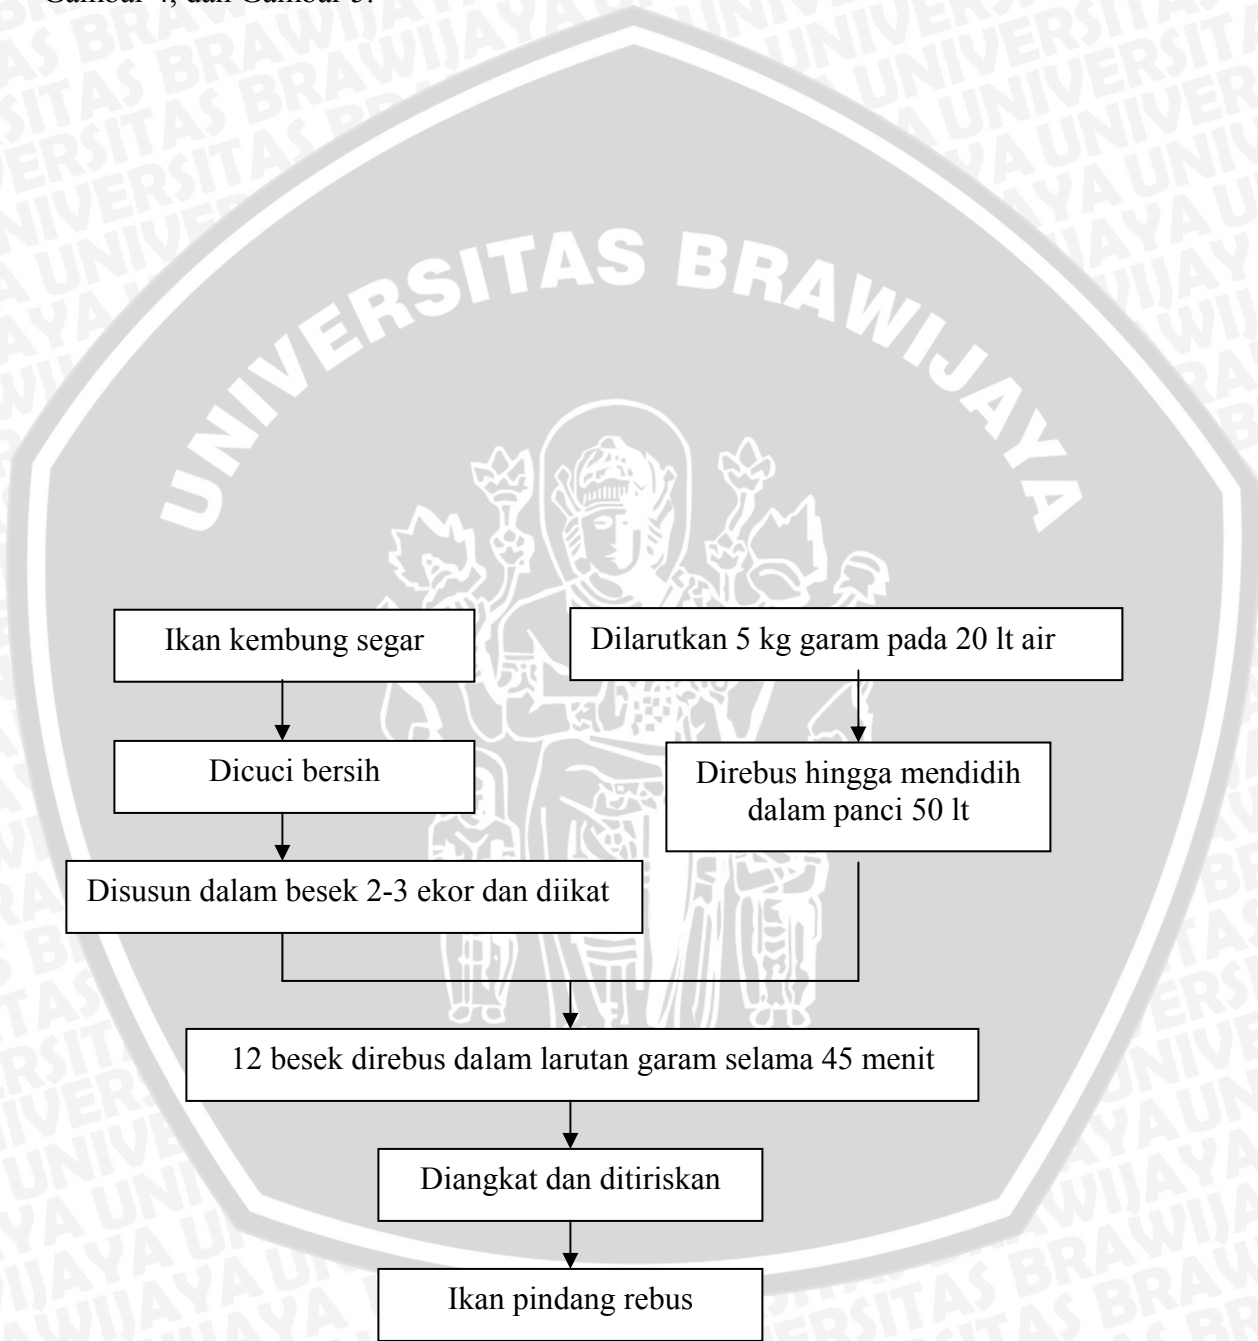 Gambar 4, dan Gambar 5.
UNIVERSITAS BRAWIJAYA
Ikan kembung segar
Dilarutkan 5 kg garam pada 20 lt air
Dicuci bersih
Direbus hingga mendidih
dalam panci 50 lt
Disusun dalam besek 2-3 ekor dan diikat
12 besek direbus dalam larutan garam selama 45 menit
Diangkat dan ditiriskan
Ikan pindang rebus